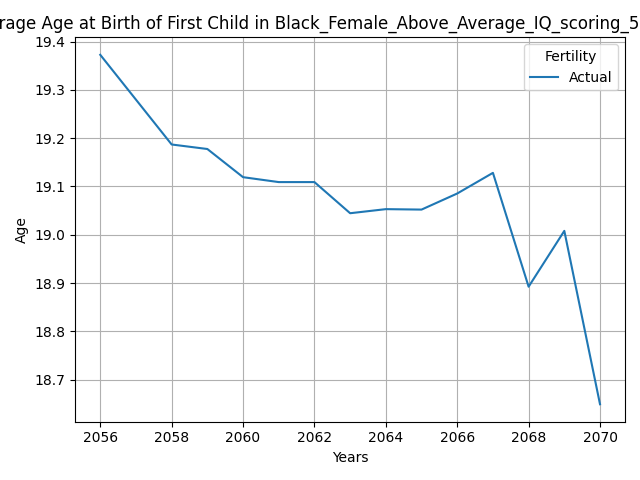 rage Age at Birth of First Child in Black_Female_Above_Average_IQ_scoring_5
19.4
19.3
19.2
19.1
19.0
18.9
18.8
18.7
Age
Fertility
Actual
2056 2058 2060 2062 2064 2066 2068 2070
Years